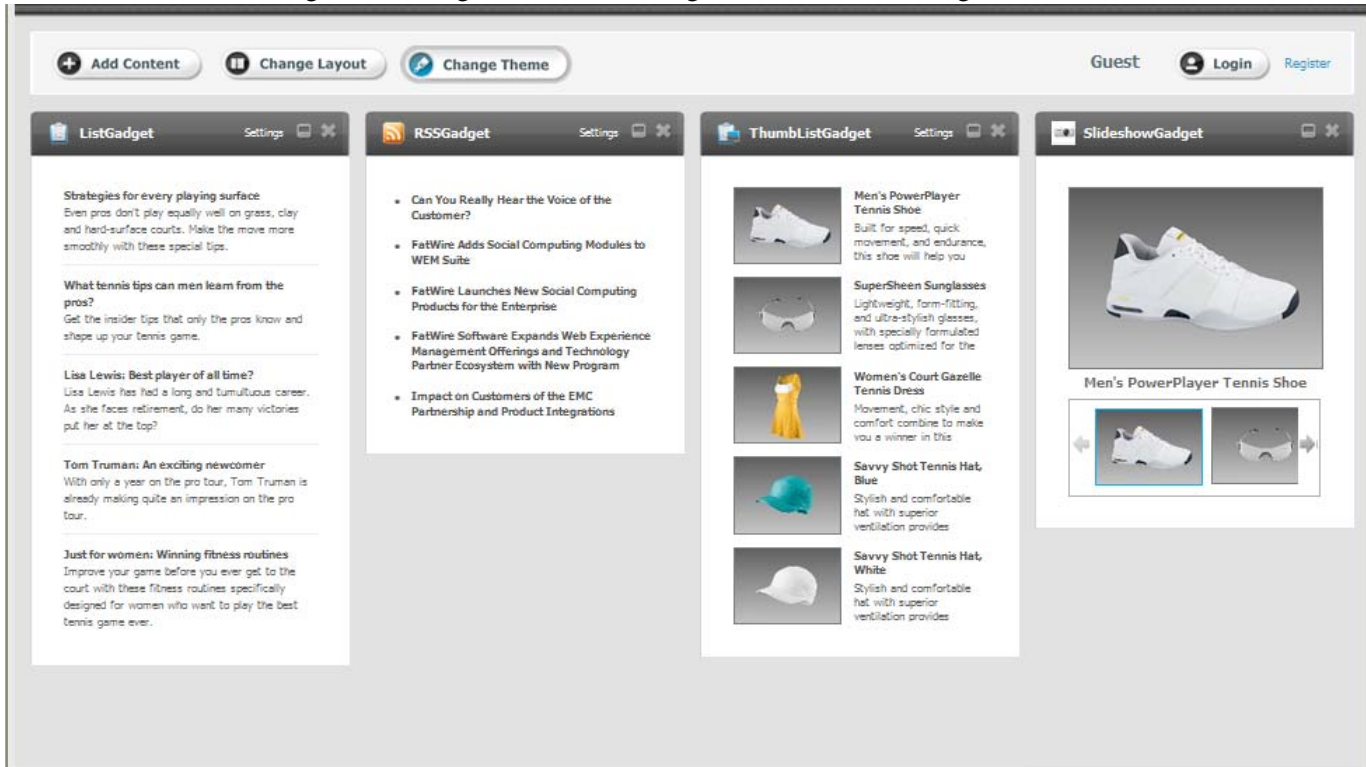 Add Content
Change Layout
Change Theme
Guest
Login
Register
ListGadget
Settings
Strategies for every playing surface
Even pros don't play equally well on grass, clay
and hard-surface courts. Make the move more
smoothly with these special tips.
What tennis tips can men learn from the
pros?
Get the insider tips that only the pros know and
shape up your tennis game.
Lisa Lewis: Best player of all time?
Lisa Lewis has had a long and tumultuous career.
As she faces retirement, do her many victories
put her at the top?
Tom Truman: An exciting newcomer
With only a year on the pro tour, Tom Truman is
already making quite an impression on the pro
tour.
Just for women: Winning fitness routines
Improve your game before you ever get to the
court with these fitness routines specifically
designed for women who want to play the best
tennis game ever.
RSSGadget
Settings
Can You Really Hear the Voice of the
Customer?
FatWire Adds Social Computing Modules to
WEM Suite
FatWire Launches New Social Computing
Products for the Enterprise
FatWire Software Expands Web Experience
Management Offerings and Technology
Partner Ecosystem with New Program
Impact on Customers of the EMC
Partnership and Product Integrations
ThumbListGadget
Settings
Men's PowerPlayer
Tennis Shoe
Built for speed, quick
movement, and endurance,
this shoe will help you
SuperSheen Sunglasses
Lightweight, form-fitting,
and ultra-stylish glasses,
with specially formulated
lenses optimized for the
Women's Court Gazelle
Tennis Dress
Movement, chic style and
comfort combine to make
you a winner in this
Savvy Shot Tennis Hat,
Blue
Stylish and comfortable
hat with superior
ventilation provides
Savvy Shot Tennis Hat,
White
Stylish and comfortable
hat with superior
ventilation provides
SlideshowGadget
Men's PowerPlayer Tennis Shoe